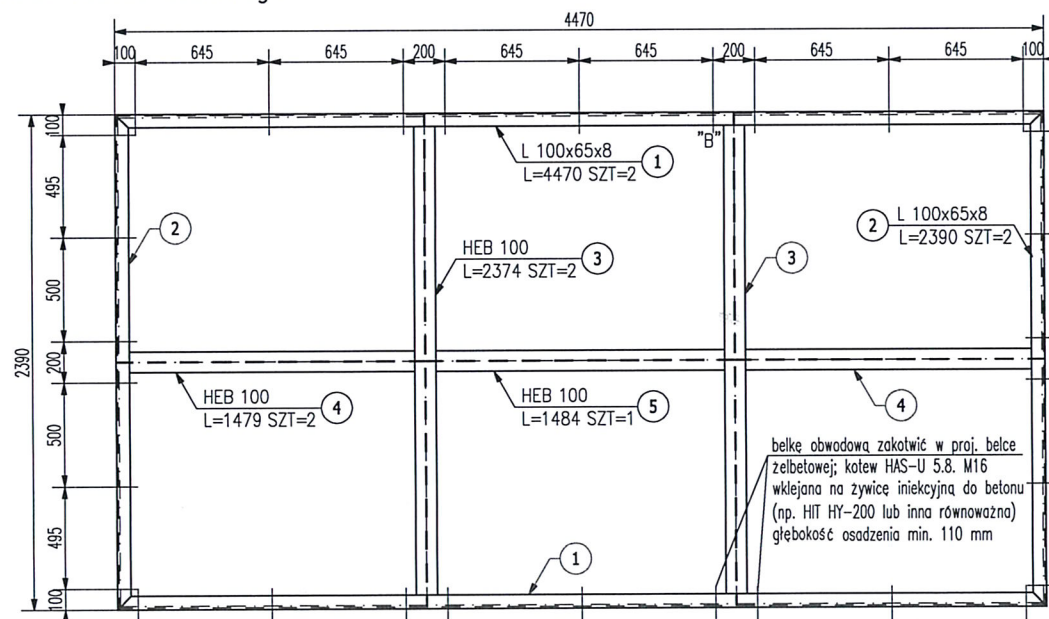 4470
100 645 645 200 645 645 200 645 645 100
100
495
500
200
500
495
100
2390
"B"
L 100x65x8
L=4470 SZT=2
1
2
2
L 100x65x8
L=2390 SZT=2
HEB 100
L=2374 SZT=2
3
3
HEB 100
L=1479 SZT=2
4
HEB 100
L=1484 SZT=1
5
4
belkę obwodową zakotwić w proj. belce
żelbetowej; kotew HAS-U 5.8. M16
wklejana na żywicę iniekcyjną do betonu
(np. HIT HY-200 lub inna równoważna)
głębokość osadzenia min. 110 mm
1